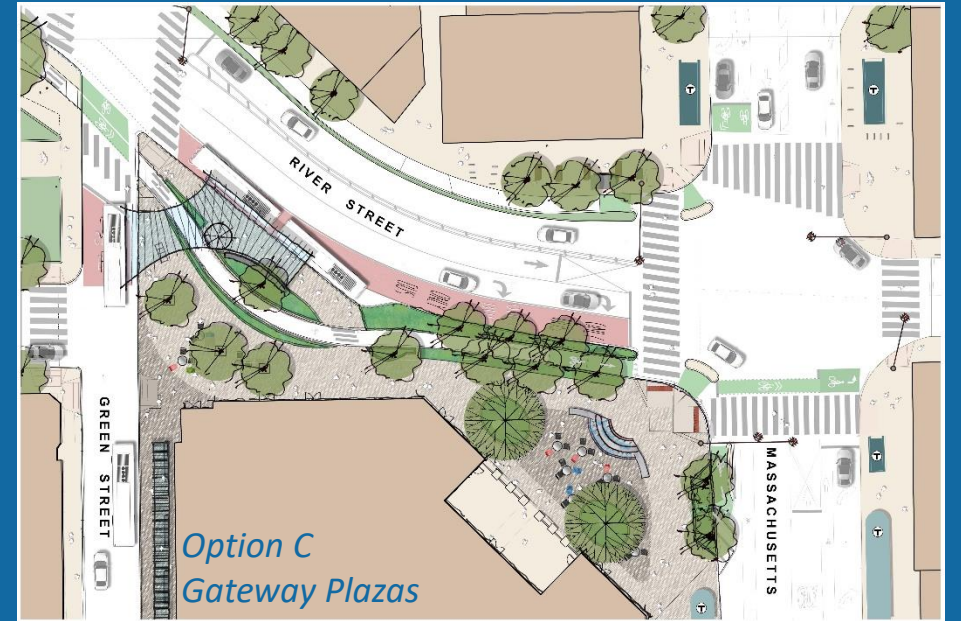 T
T
RIVER STREET
GREEN STREET
MASSACHUSETTS
T
T
T
Option C
Gateway Plazas